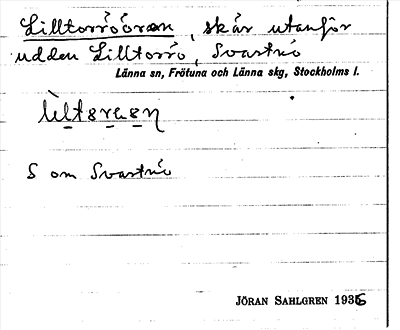 Lilltorröören, skär utanför
udden Lilltorrö, Svartnö
Länna sn, Frötuna och Länna skg, Stockholms l.
S om Svartnö
JÖRAN SAHLGREN 1936